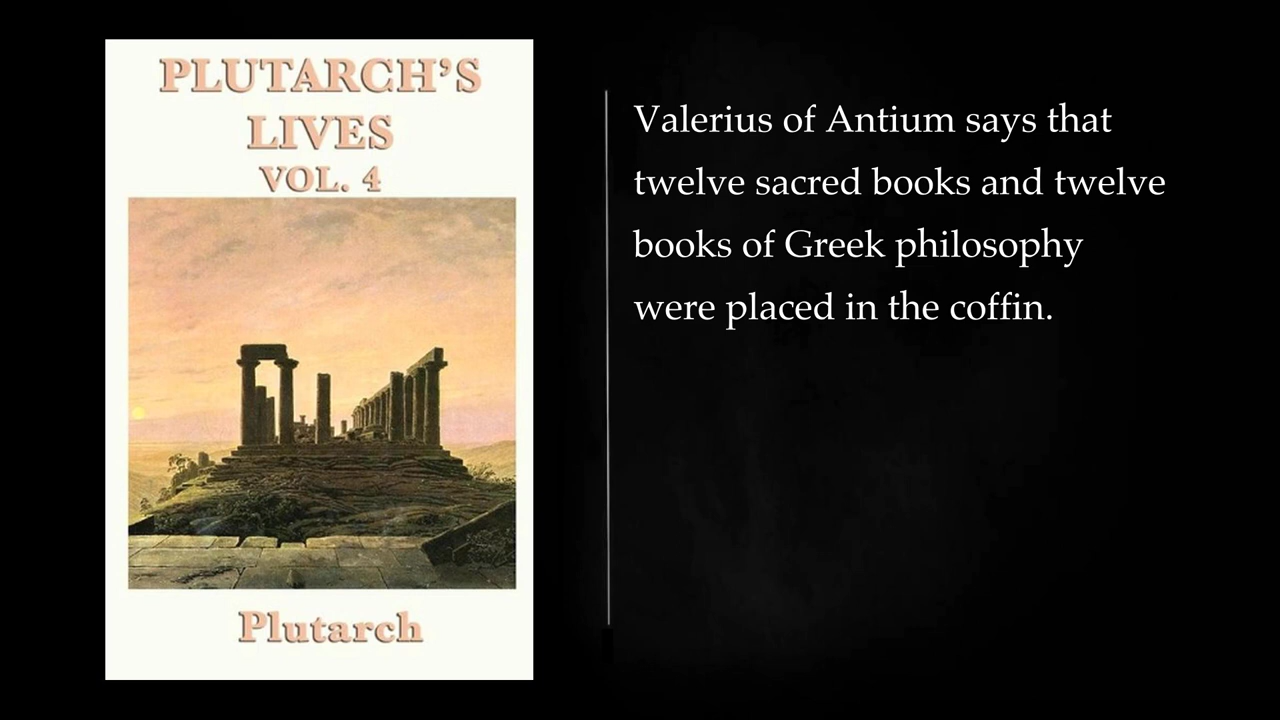 PLUTARCH'S
LIVES
VOL. 4
Plutarch
Valerius of Antium says that
twelve sacred books and twelve
books of Greek philosophy
were placed in the coffin.